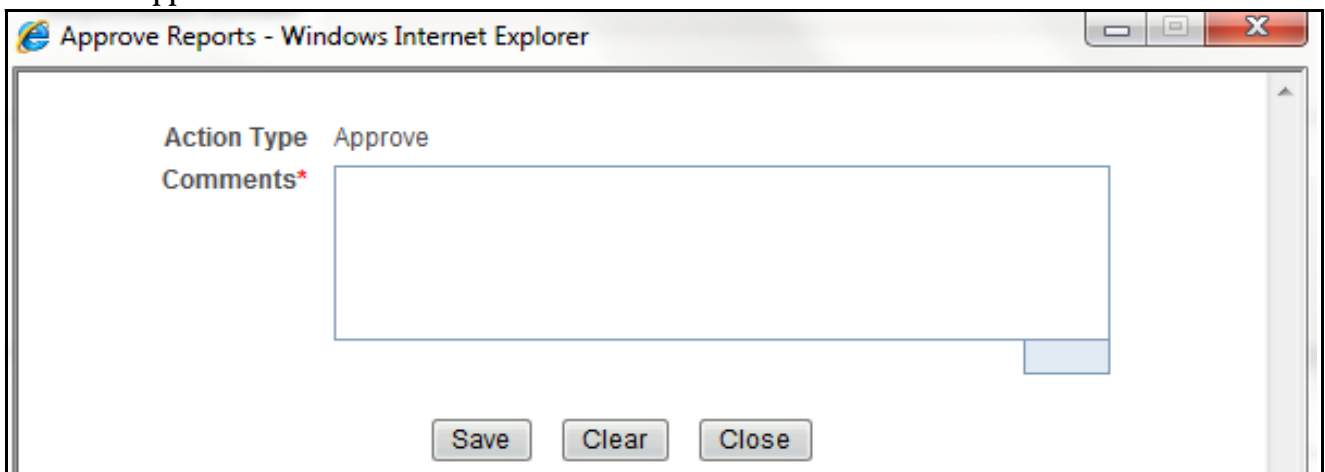 Approve Reports - Windows Internet Explorer
Action Type Approve
Comments*
Save Clear Close